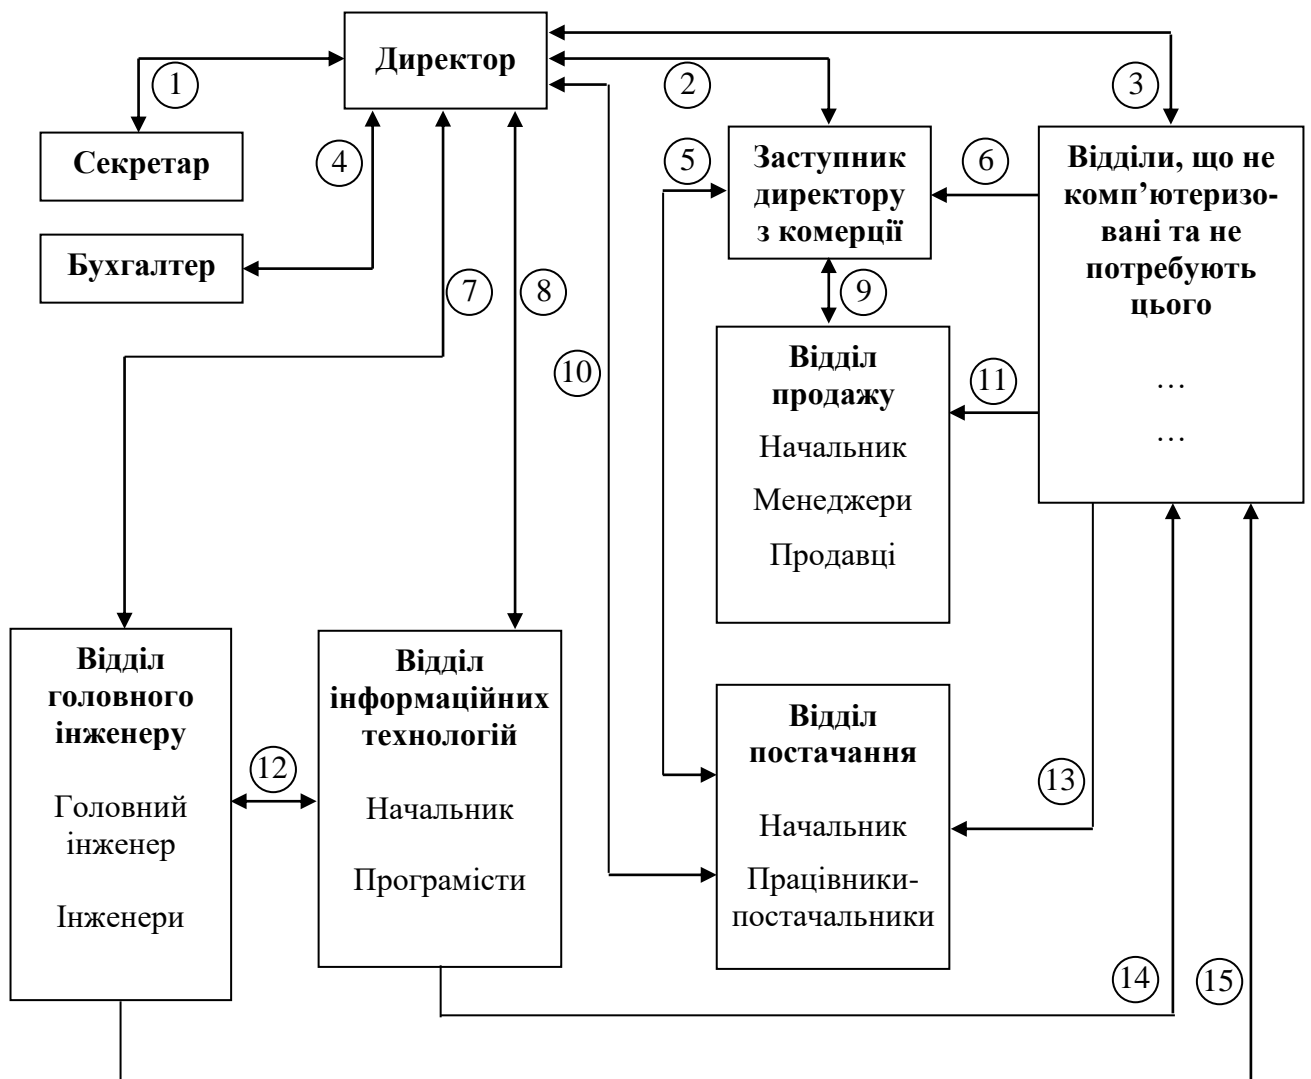 Директор
1
2
3
Секретар
4
5
Заступник
директору
з комерції
6
Відділи, що не
комп’ютеризо-
вані та не
потребують
цього
…
…
Бухгалтер
7
8
9
10
Відділ
продажу
Начальник
Менеджери
Продавці
11
Відділ
головного
інженеру
Головний
інженер
Інженери
12
Відділ
інформаційних
технологій
Начальник
Програмісти
Відділ
постачання
Начальник
Працівники-
постачальники
13
14
15